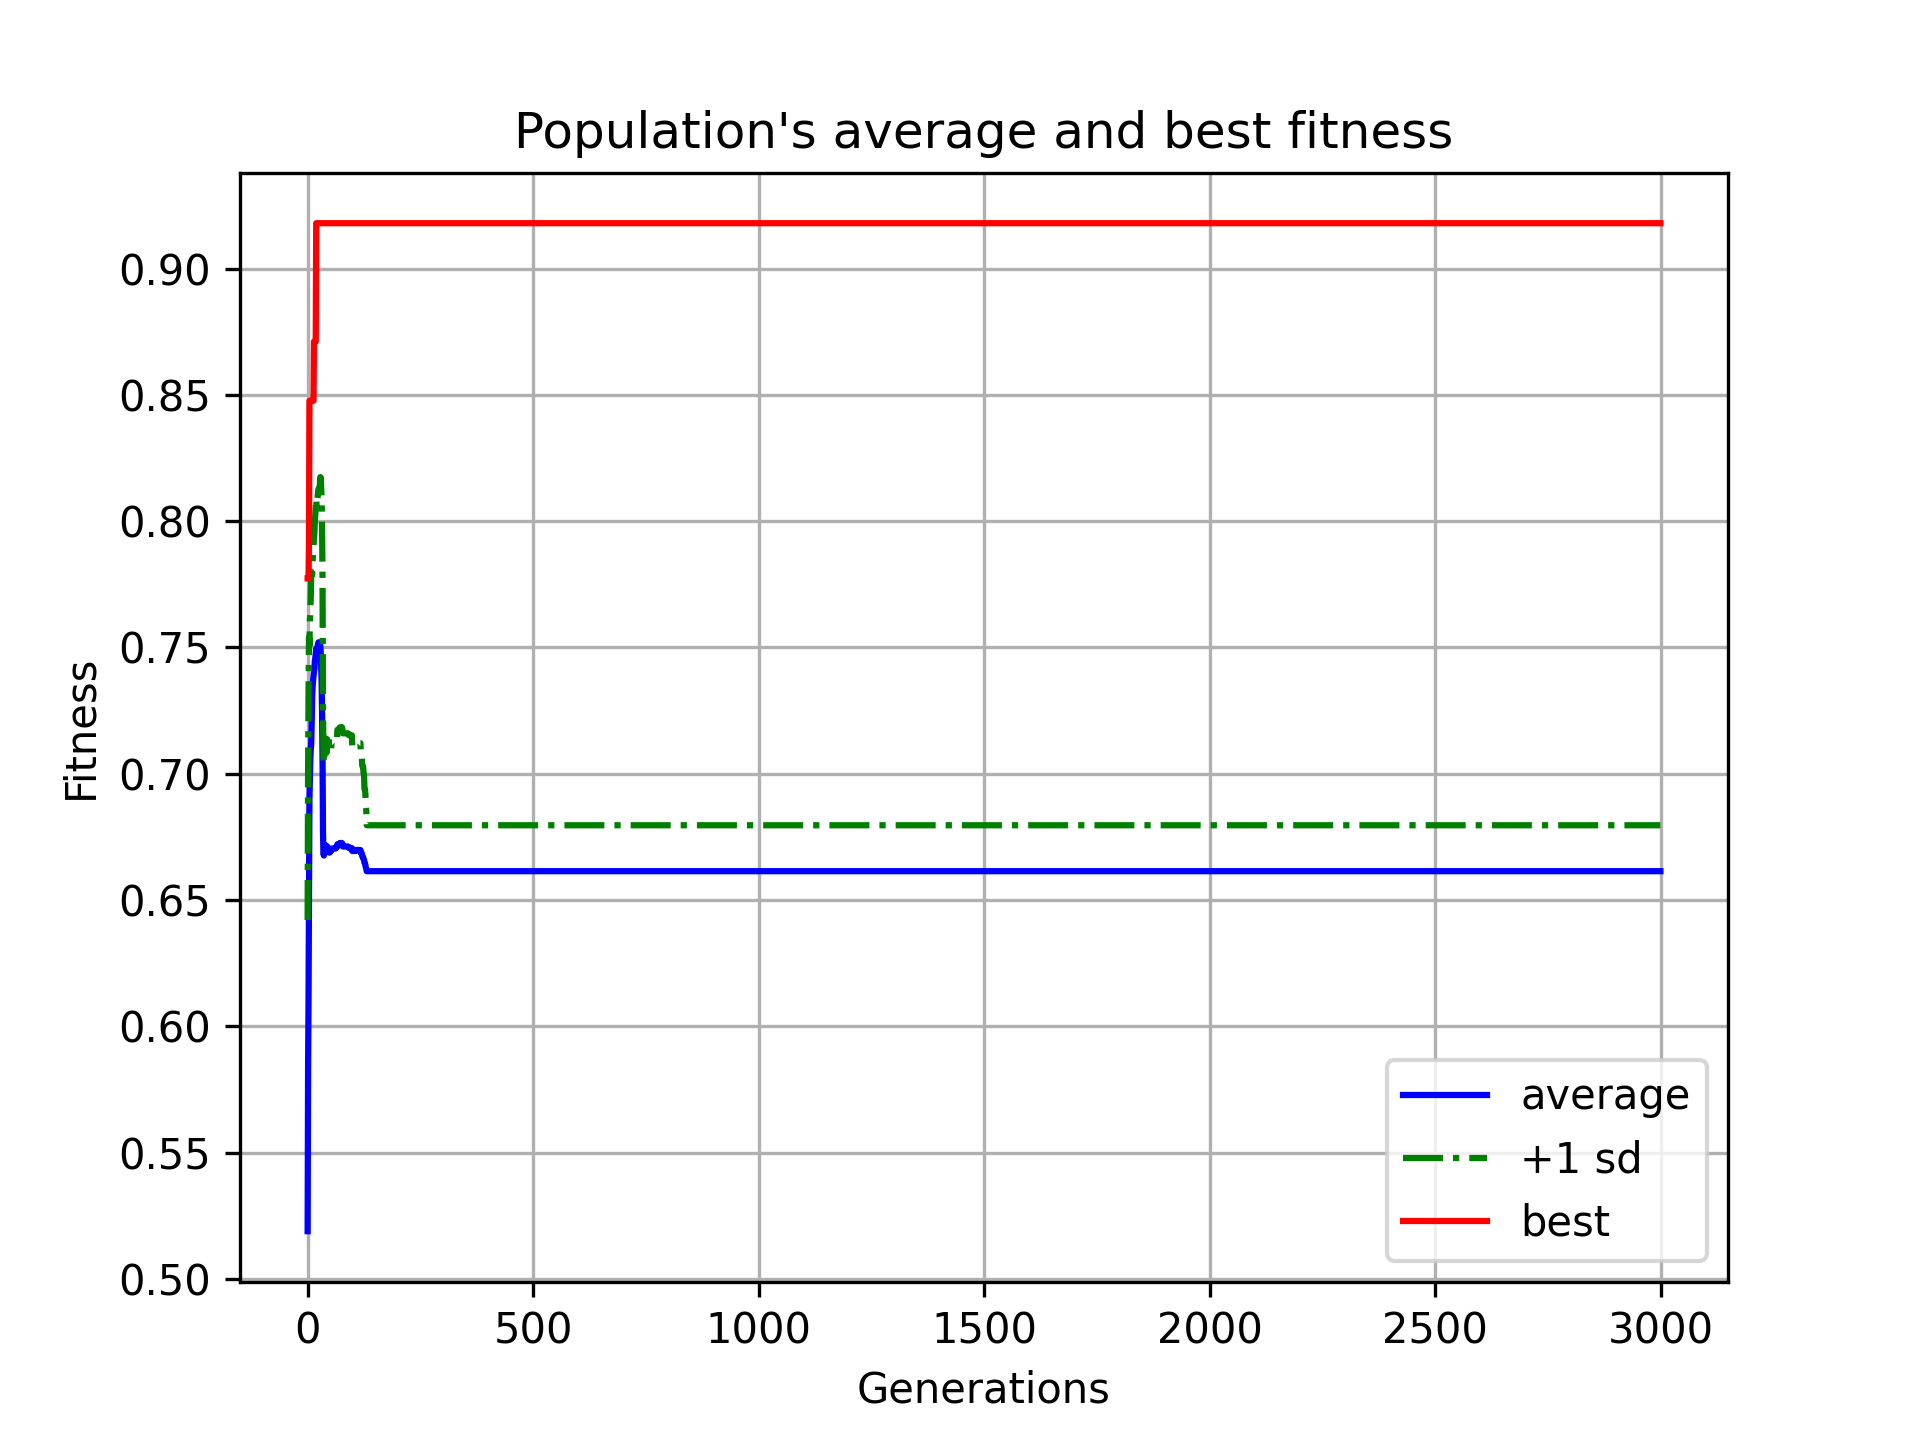 Population's average and best fitness
Fitness
0.90
0.85
0.80
0.75
0.70
0.65
0.60
0.55
0.50
average
+1 sd
best
0 500 1000 1500 2000 2500 3000
Generations